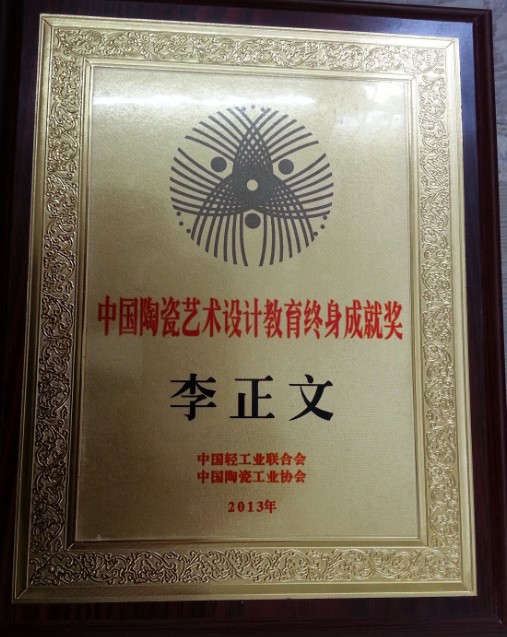 中国陶瓷艺术设计教育终身成就奖
李正文
中国轻工业联合会
中国陶瓷工业协会
2013年